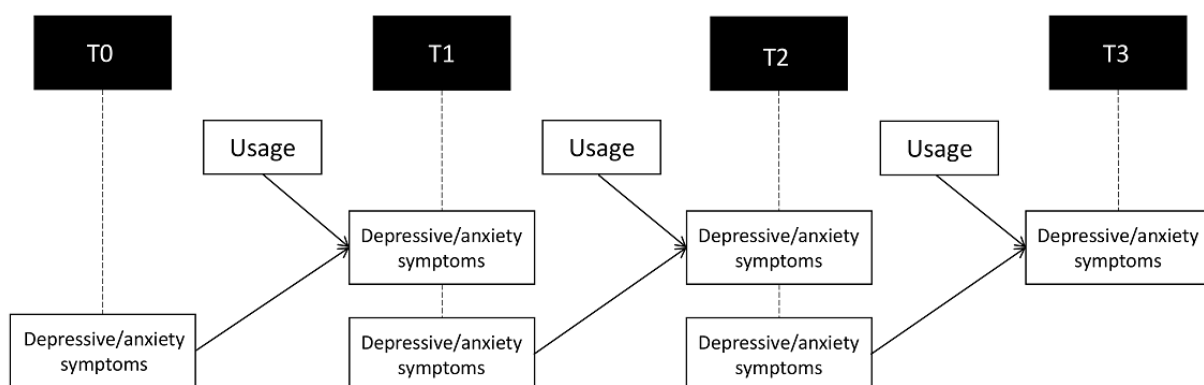 T0
T1
T2
T3
Usage
Usage
Usage
Depressive/anxiety
symptoms
Depressive/anxiety
symptoms
Depressive/anxiety
symptoms
Depressive/anxiety
symptoms
Depressive/anxiety
symptoms
Depressive/anxiety
symptoms